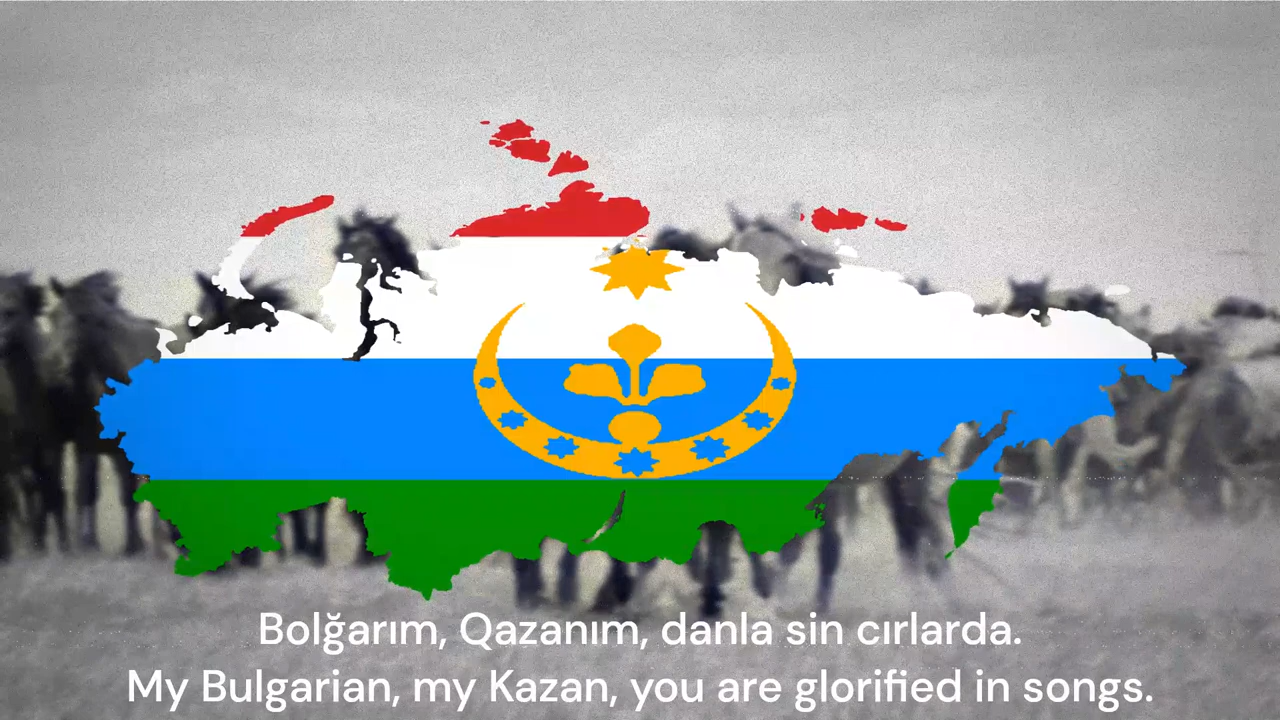 Bolğarım, Qazanım, danla sin cırlarda.
My Bulgarian, my Kazan, you are glorified in songs.